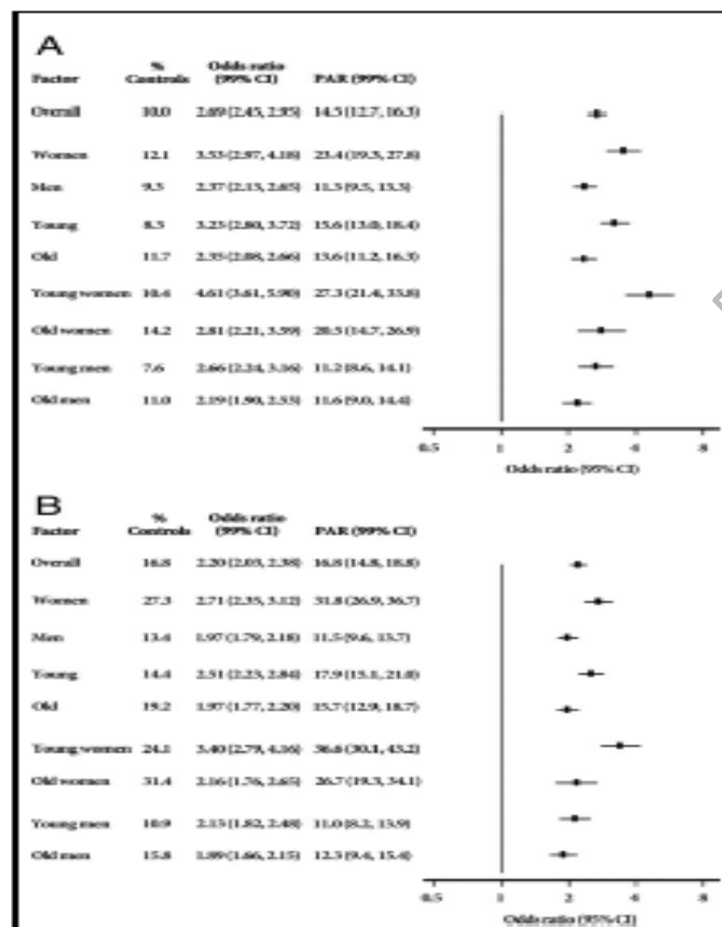 A
Factor % Controls Odds ratio (99% CI) PAR (99% CI)
Overall 10.0 2.69 (2.45, 2.95) 14.5 (12.7, 16.3)
Women 12.1 3.53 (2.97, 4.18) 23.4 (19.3, 27.8)
Men 9.3 2.37 (2.13, 2.65) 11.3 (9.5, 13.3)
Young 8.3 3.23 (2.80, 3.72) 15.6 (13.0, 18.4)
Old 11.7 2.35 (2.08, 2.66) 13.6 (11.2, 16.3)
Young women 10.4 4.61 (3.61, 5.90) 27.3 (21.4, 33.8)
Old women 14.2 2.81 (2.21, 3.59) 20.5 (14.7, 26.9)
Young men 7.6 2.66 (2.24, 3.16) 11.2 (8.6, 14.1)
Old men 11.0 2.19 (1.90, 2.53) 11.6 (9.0, 14.4)
0.5 1 2 4 8
Odds ratio (95% CI)
B
Factor % Controls Odds ratio (99% CI) PAR (99% CI)
Overall 16.8 2.20 (2.03, 2.38) 16.8 (14.8, 18.8)
Women 27.3 2.71 (2.35, 3.12) 31.8 (26.9, 36.7)
Men 13.4 1.97 (1.79, 2.18) 11.5 (9.6, 13.7)
Young 14.4 2.51 (2.23, 2.84) 17.9 (15.1, 21.0)
Old 19.2 1.97 (1.77, 2.20) 15.7 (12.9, 18.7)
Young women 24.1 3.40 (2.79, 4.16) 36.6 (30.1, 43.2)
Old women 31.4 2.16 (1.76, 2.65) 26.7 (19.3, 34.1)
Young men 10.9 2.13 (1.82, 2.48) 11.0 (8.2, 13.9)
Old men 15.8 1.89 (1.66, 2.15) 12.3 (9.4, 15.4)
0.5 1 2 4 8
Odds ratio (95% CI)